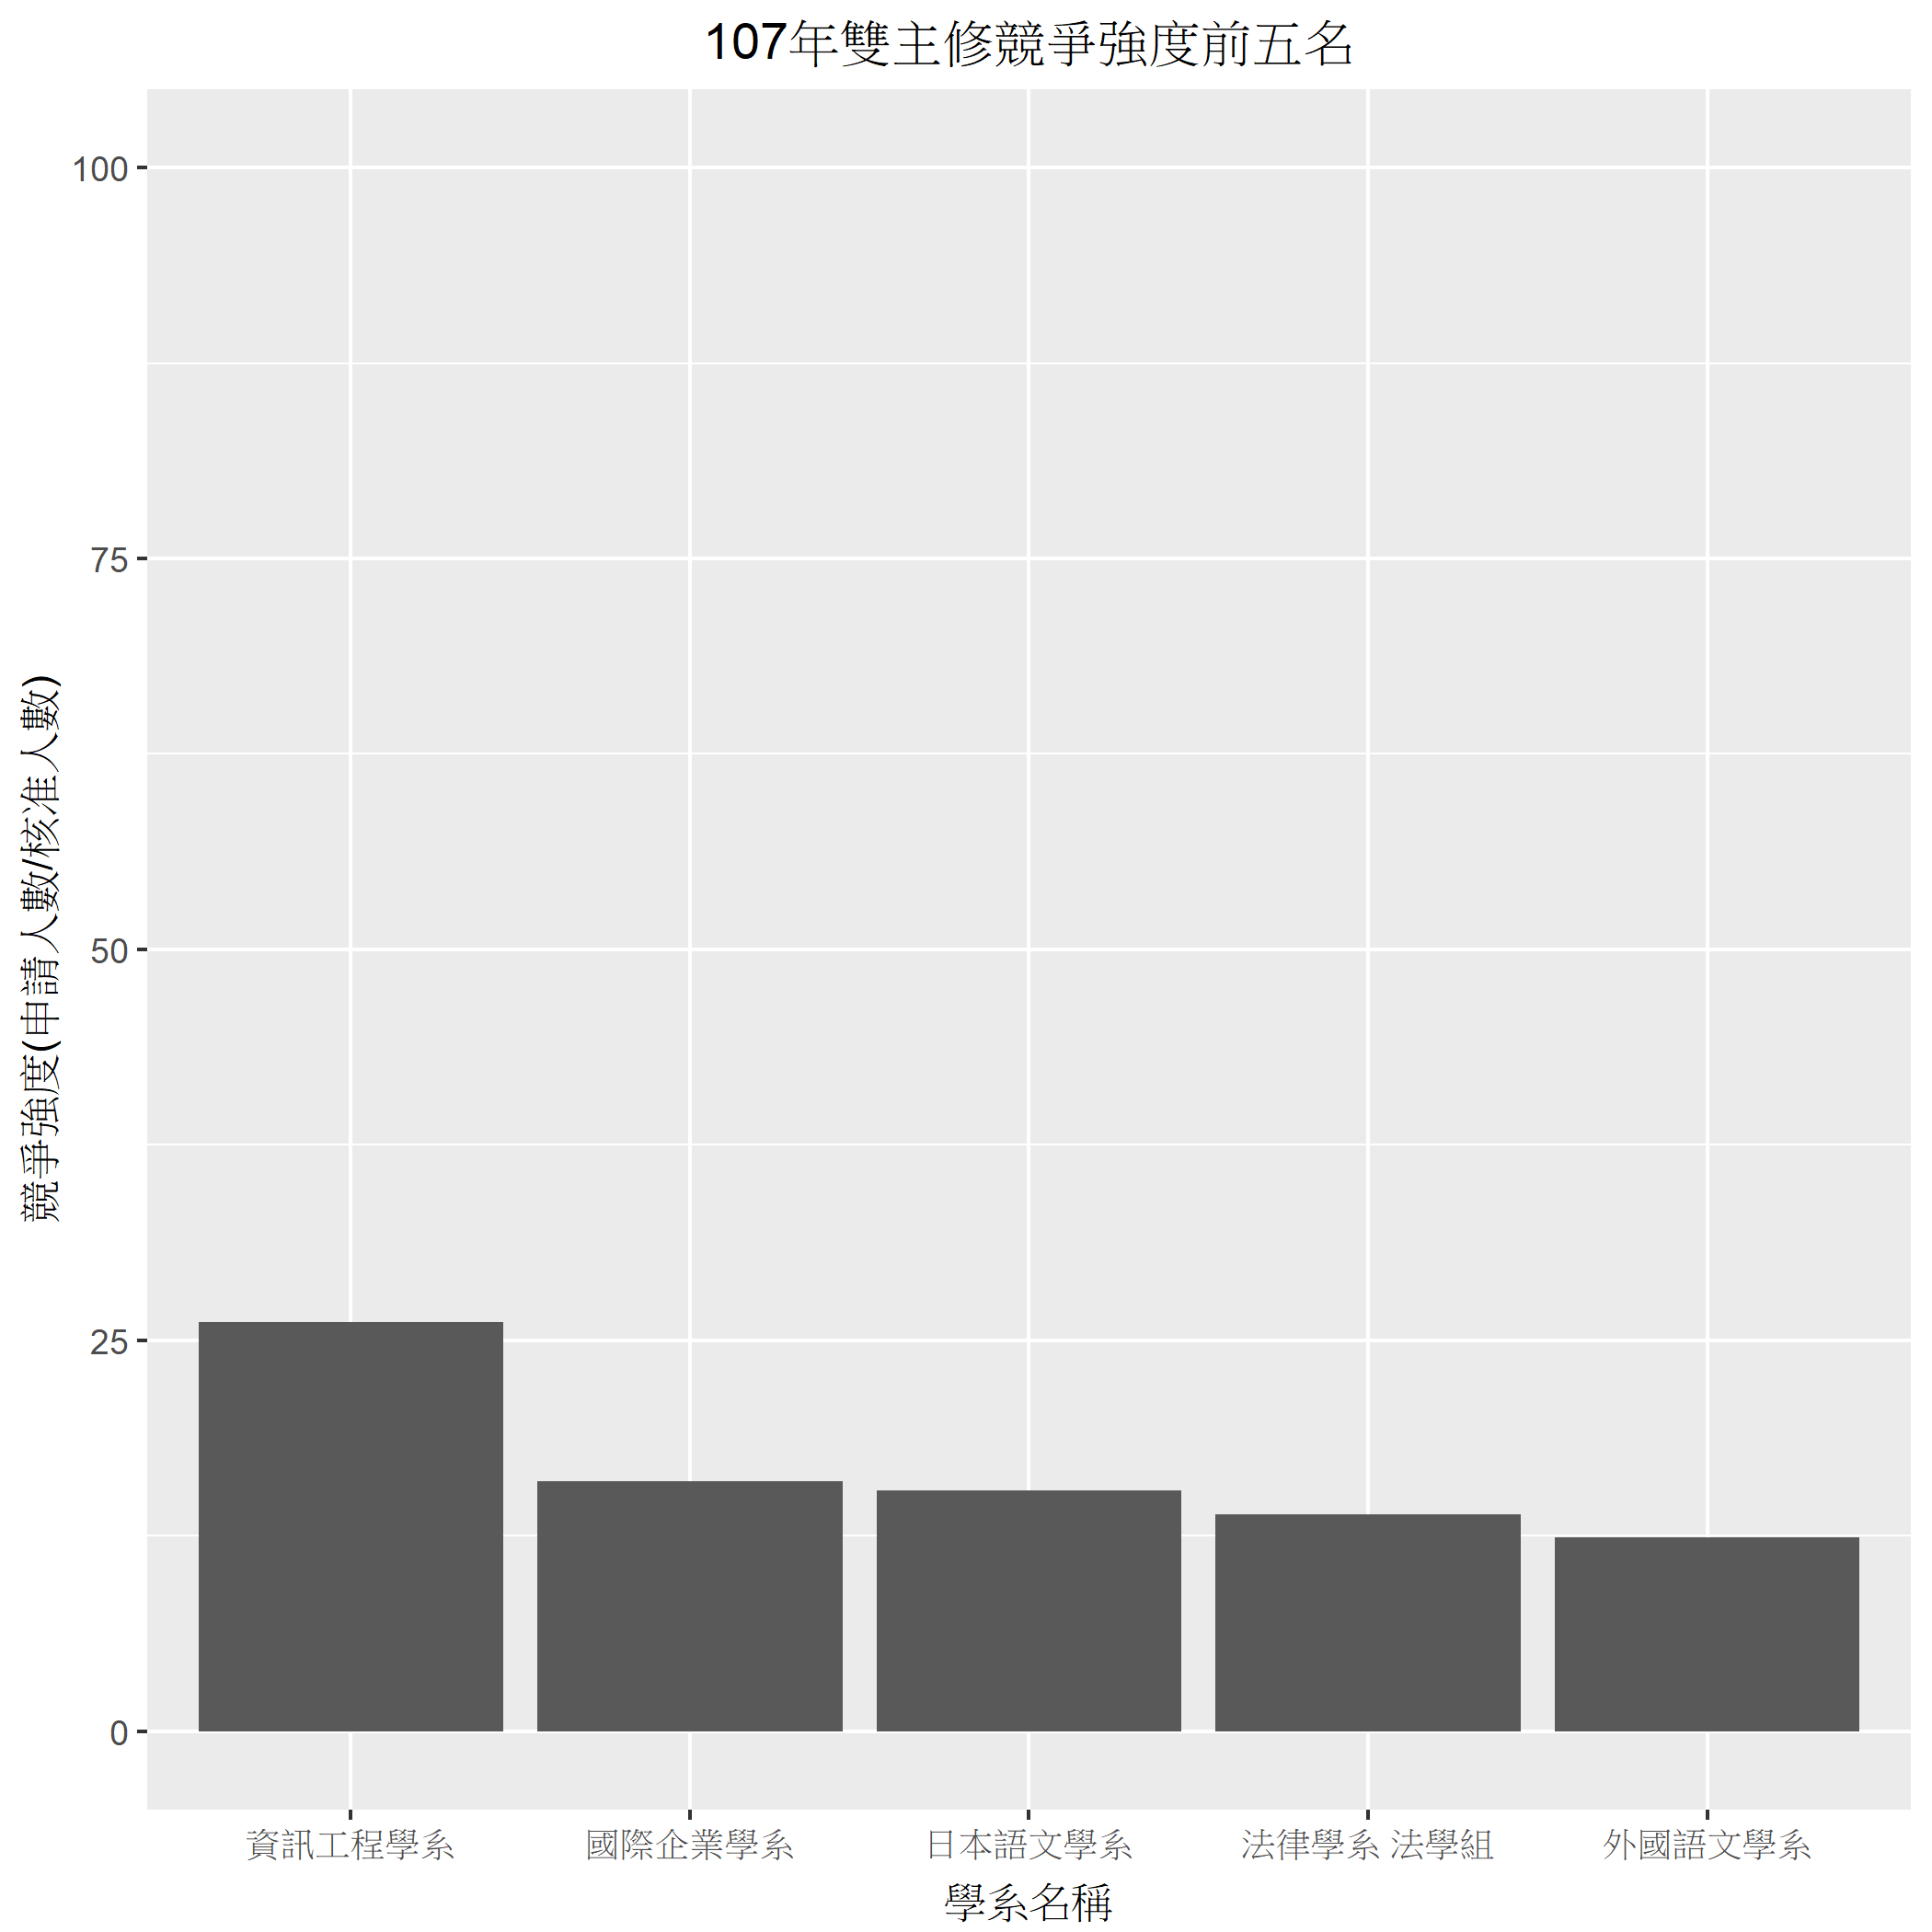 107年雙主修競爭強度前五名
競爭強度(申請人數/核准人數)
100
75
50
25
0
資訊工程學系 國際企業學系 日本語文學系 法律學系 法學組 外國語文學系
學系名稱